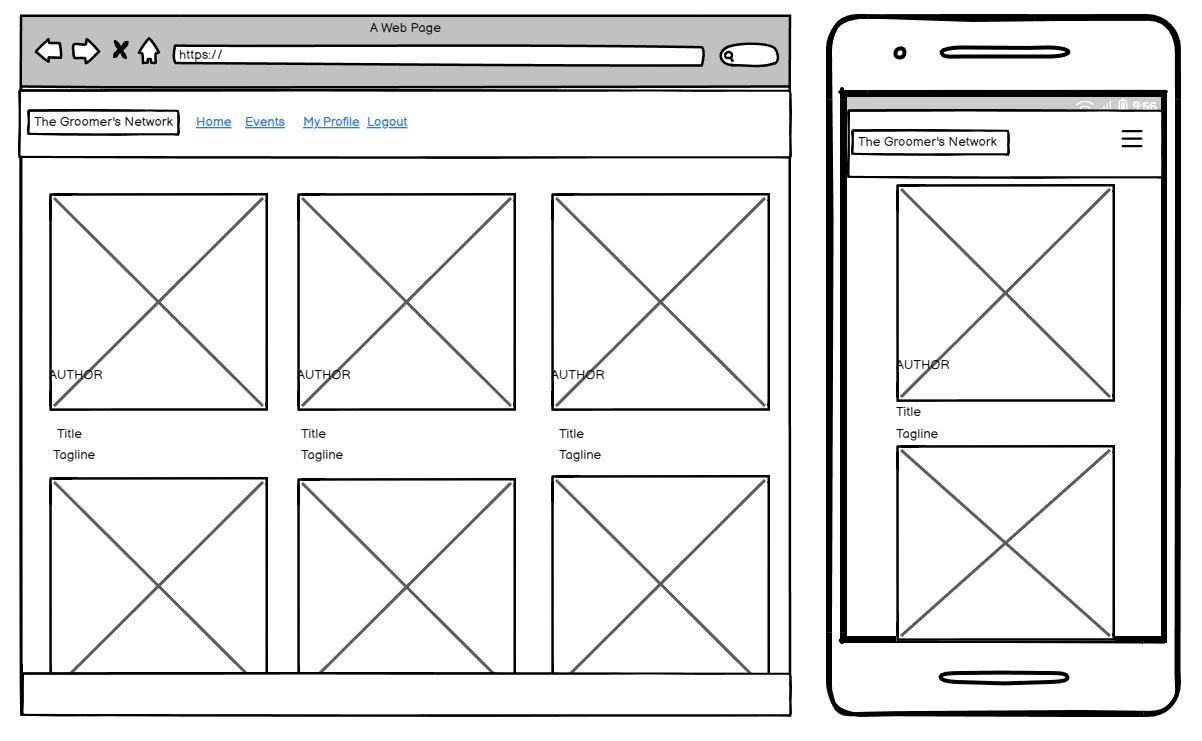 A Web Page
https://
The Groomer's Network Home Events My Profile Logout
AUTHOR AUTHOR AUTHOR
Title Title Title
Tagline Tagline Tagline
9:56
The Groomer's Network
AUTHOR
Title
Tagline